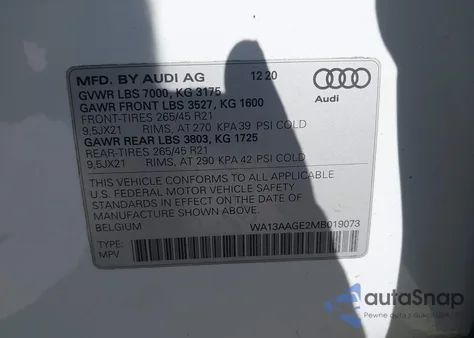 MFD. BY AUDI AG 12 20
GVWR LBS 7000, KG 3175
GAWR FRONT LBS 3527, KG 1600
FRONT-TIRES 265/45 R21
9,5JX21 RIMS, AT 270 KPA 39 PSI COLD
GAWR REAR LBS 3803, KG 1725
REAR-TIRES 265/45 R21
9,5JX21 RIMS, AT 290 KPA 42 PSI COLD
Audi
THIS VEHICLE CONFORMS TO ALL APPLICABLE
U.S. FEDERAL MOTOR VEHICLE SAFETY
STANDARDS IN EFFECT ON THE DATE OF
MANUFACTURE SHOWN ABOVE.
BELGIUM WA13AAGE2MB019073
TYPE:
MPV
autoSnap
Pewne auta z